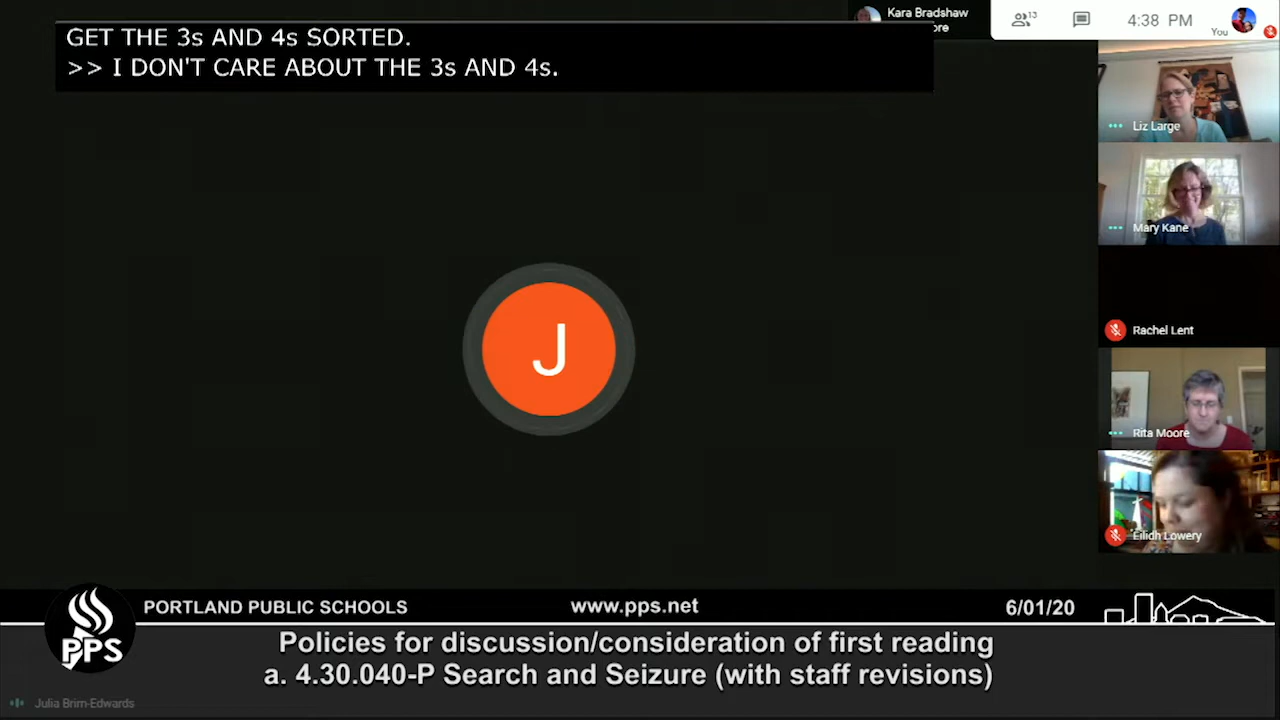 GET THE 3s AND 4s SORTED.
>> I DON'T CARE ABOUT THE 3s AND 4s.
Kara Bradshaw
ore
13
4:38 PM
You
Liz Large
Mary Kane
Rachel Lent
Rita Moore
Eilidh Lowery
J
PPS
PORTLAND PUBLIC SCHOOLS
www.pps.net
6/01/20
Policies for discussion/consideration of first reading
a. 4.30.040-P Search and Seizure (with staff revisions)
Julia Brim-Edwards